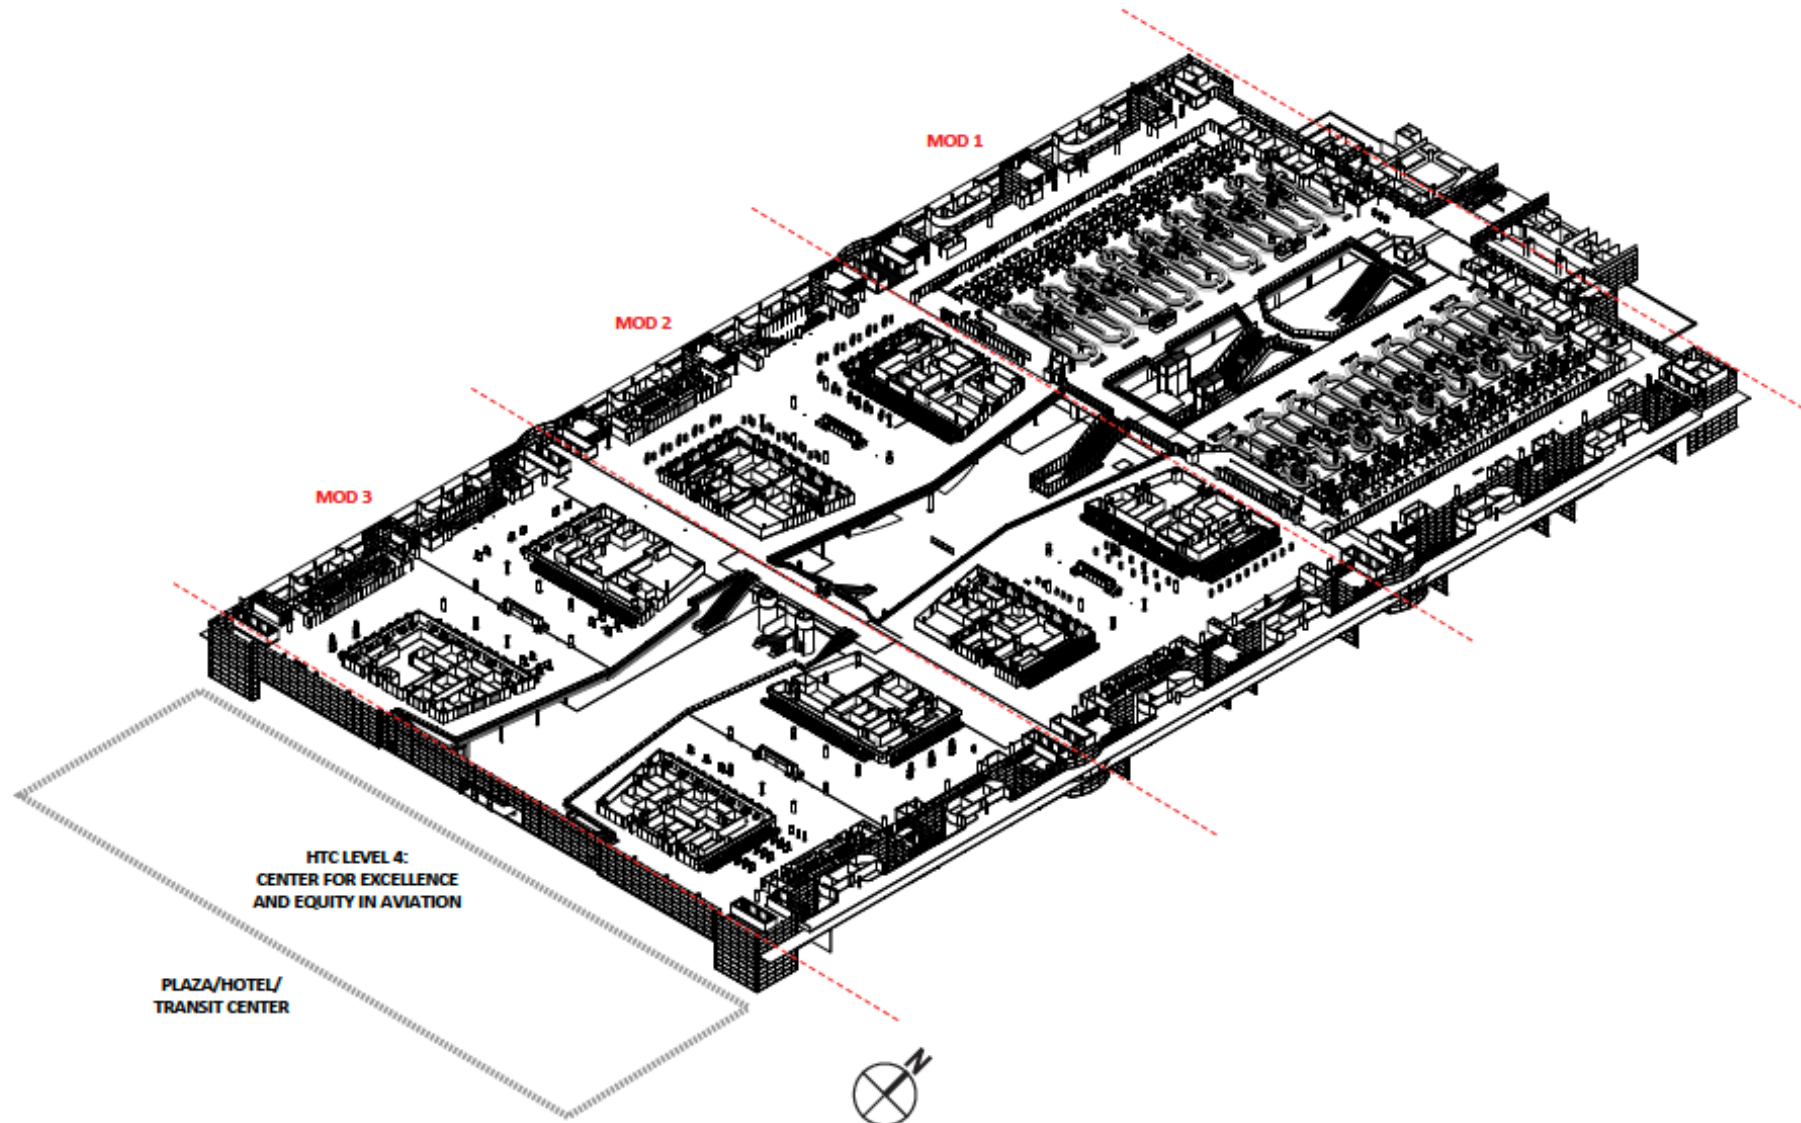 MOD 1
MOD 2
MOD 3
HTC LEVEL 4:
CENTER FOR EXCELLENCE
AND EQUITY IN AVIATION
PLAZA/HOTEL/
TRANSIT CENTER
N